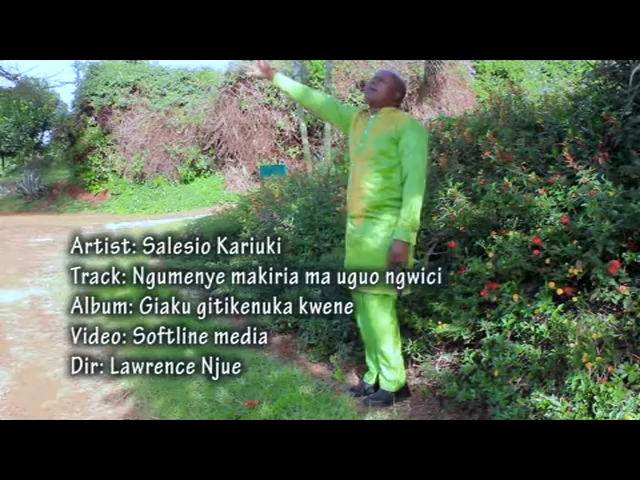 Artist: Salesio Kariuki
Track: Ngumenye makiria ma uguo ngwici
Album: Giaku gitikenuka kwene
Video: Softline media
Dir: Lawrence Njue